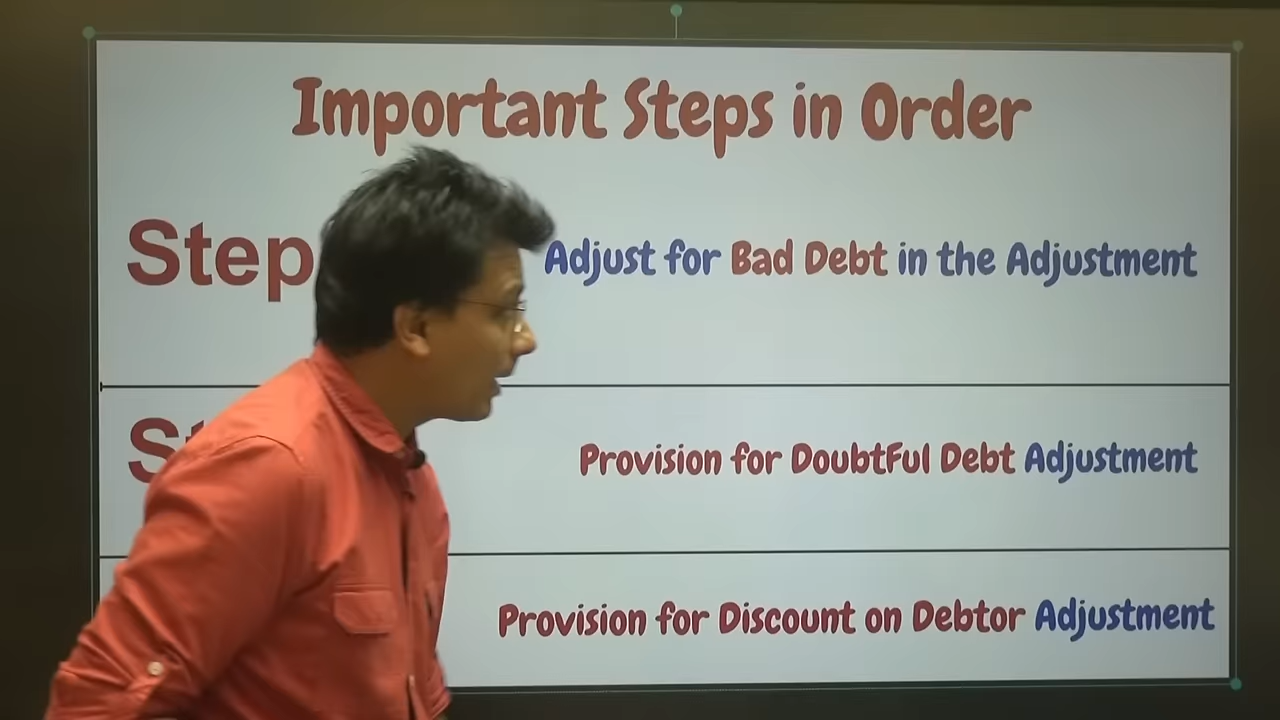 Important Steps in Order
Step
Adjust for Bad Debt in the Adjustment
Provision for DoubtFul Debt Adjustment
Provision for Discount on Debtor Adjustment